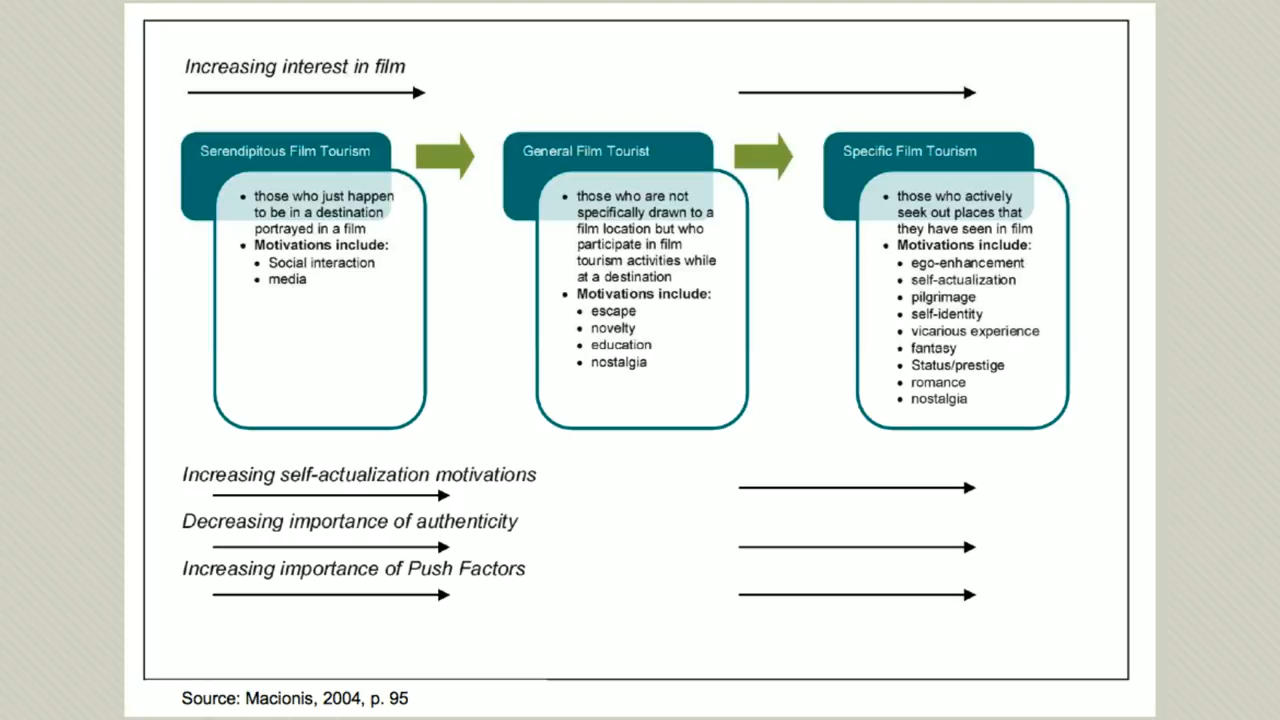 Increasing interest in film
Serendipitous Film Tourism
those who just happen
to be in a destination
portrayed in a film
Motivations include:
Social interaction
media
General Film Tourist
those who are not
specifically drawn to a
film location but who
participate in film
tourism activities while
at a destination
Motivations include:
escape
novelty
education
nostalgia
Specific Film Tourism
those who actively
seek out places that
they have seen in film
Motivations include:
ego-enhancement
self-actualization
pilgrimage
self-identity
vicarious experience
fantasy
Status/prestige
romance
nostalgia
Increasing self-actualization motivations
Decreasing importance of authenticity
Increasing importance of Push Factors
Source: Macionis, 2004, p. 95